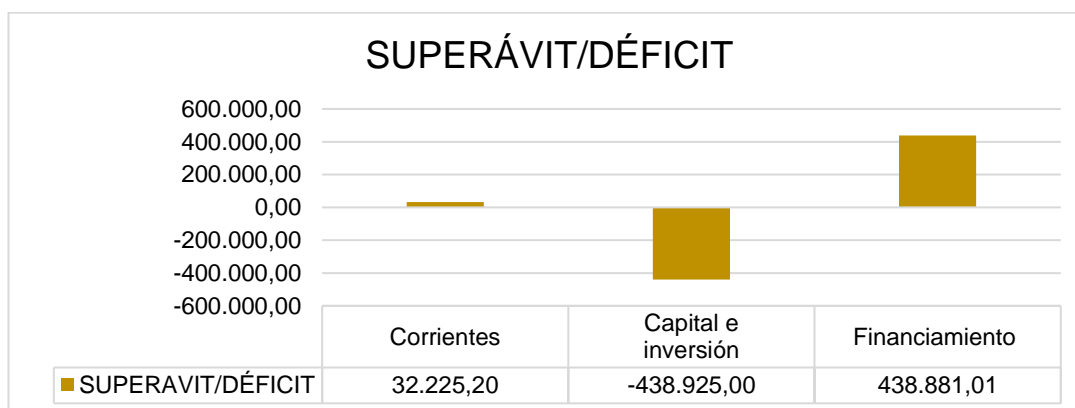 SUPERÁVIT/DÉFICIT
600.000,00
400.000,00
200.000,00
0,00
-200.000,00
-400.000,00
-600.000,00
Corrientes
Capital e
inversión
Financiamiento
SUPERAVIT/DÉFICIT 32.225,20 -438.925,00 438.881,01